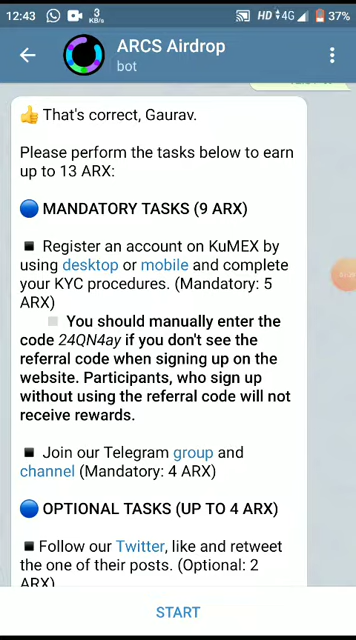 12:43 3 KB/s HD 4G 37%
ARCS Airdrop
bot
👍 That's correct, Gaurav.
Please perform the tasks below to earn
up to 13 ARX:
🔵 MANDATORY TASKS (9 ARX)
▪️ Register an account on KuMEX by
using desktop or mobile and complete
your KYC procedures. (Mandatory: 5
ARX)
▫️ You should manually enter the
code 24QN4ay if you don't see the
referral code when signing up on the
website. Participants, who sign up
without using the referral code will not
receive rewards.
▪️ Join our Telegram group and
channel (Mandatory: 4 ARX)
🔵 OPTIONAL TASKS (UP TO 4 ARX)
▪️Follow our Twitter, like and retweet
the one of their posts. (Optional: 2
ARX)
START